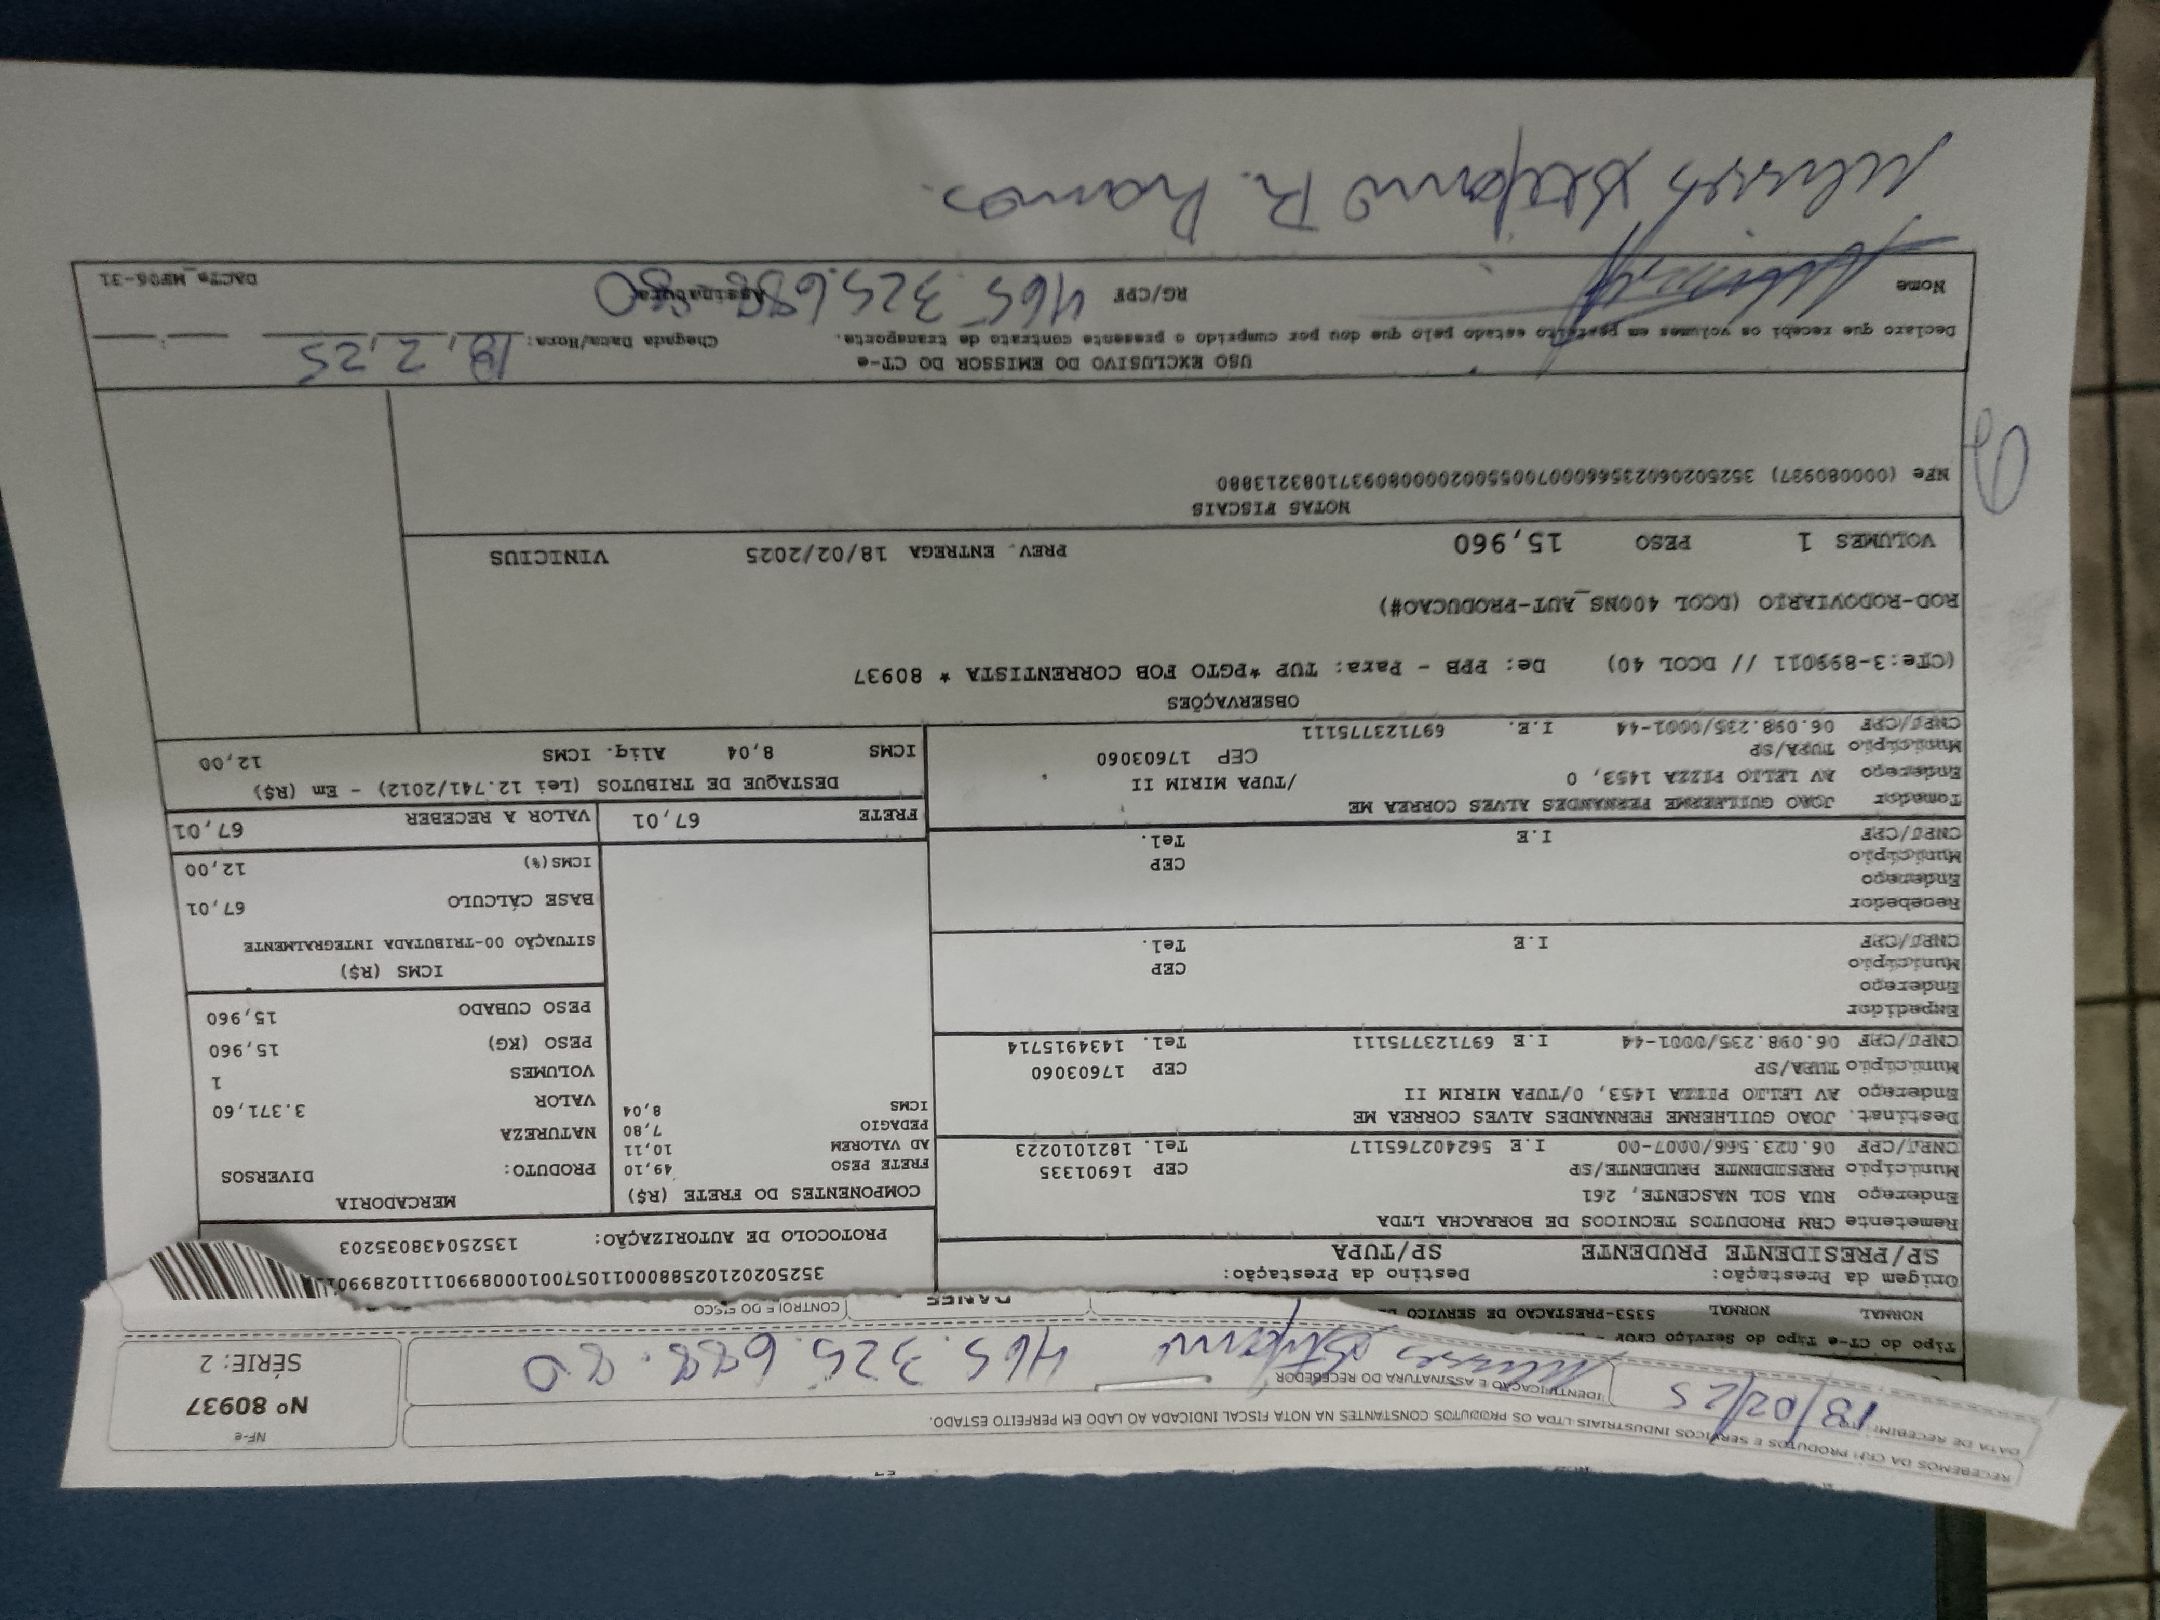 RECEBEMOS DA CRM PRODUTOS E SERVICOS INDUSTRIAIS LTDA OS PRODUTOS CONSTANTES NA NOTA FISCAL INDICADA AO LADO EM PERFEITO ESTADO.
NF-e
Nº 80937
SÉRIE: 2
DATA DE RECEBIM
18/02/25
IDENTIFICAÇÃO E ASSINATURA DO RECEBEDOR
465.325.688.80
DANFE
CONTROLE DO FISCO
Tipo do CT-e Tipo do Serviço
NORMAL NORMAL 5353-PRESTACAO DE SERVICO
Origem da Prestação: Destino da Prestação:
SP/PRESIDENTE PRUDENTE SP/TUPA
PROTOCOLO DE AUTORIZAÇÃO: 135250438035203
Remetente CRM PRODUTOS TECNICOS DE BORRACHA LTDA
Endereço RUA SOL NASCENTE, 261
Município PRESIDENTE PRUDENTE/SP CEP 16901335
CNPJ/CPF 06.023.566/0007-00 I.E 562402765117 Tel. 1821010223
Destinat. JOAO GUILHERME FERNANDES ALVES CORREA ME
Endereço AV LELIO PIZZA 1453, 0/TUPA MIRIM II
Município TUPA/SP CEP 17603060
CNPJ/CPF 06.098.235/0001-44 I.E 697123775111 Tel. 1434915714
Expedidor
Endereço
Município CEP
CNPJ/CPF I.E Tel.
Recebedor
Endereço
Município CEP
CNPJ/CPF I.E Tel.
Tomador JOAO GUILHERME FERNANDES ALVES CORREA ME
Endereço AV LELIO PIZZA 1453, 0 /TUPA MIRIM II
Município TUPA/SP CEP 17603060
CNPJ/CPF 06.098.235/0001-44 I.E. 697123775111
COMPONENTES DO FRETE (R$)
FRETE PESO 49,10
AD VALOREM 10,11
PEDAGIO 7,80
ICMS 8,04
MERCADORIA
PRODUTO: DIVERSOS
NATUREZA
VALOR 3.371,60
VOLUMES 1
PESO (KG) 15,960
PESO CUBADO 15,960
ICMS (R$)
SITUAÇÃO 00-TRIBUTADA INTEGRALMENTE
BASE CÁLCULO 67,01
ICMS(%) 12,00
FRETE 67,01 VALOR A RECEBER 67,01
DESTAQUE DE TRIBUTOS (Lei 12.741/2012) - Em (R$)
ICMS 8,04 Aliq. ICMS 12,00
OBSERVAÇÕES
(CTe:3-899011 // DCOL 40) De: PPB - Para: TUP *PGTO FOB CORRENTISTA * 80937
ROD-RODOVIARIO (DCOL 400NS_AUT-PRODUCAO#)
VOLUMES 1 PESO 15,960 PREV. ENTREGA 18/02/2025 VINICIUS
NOTAS FISCAIS
NFe (000080937) 35250206023566000700550020000809371083213880
USO EXCLUSIVO DO EMISSOR DO CT-e
Declaro que recebi os volumes em perfeito estado pelo que dou por cumprido o presente contrato de transporte. Chegada Data/Hora: 18, 2, 25
Nome RG/CPF 465.325.688-80 Assinatura
DACTe_MP06-31
R. Ramos.